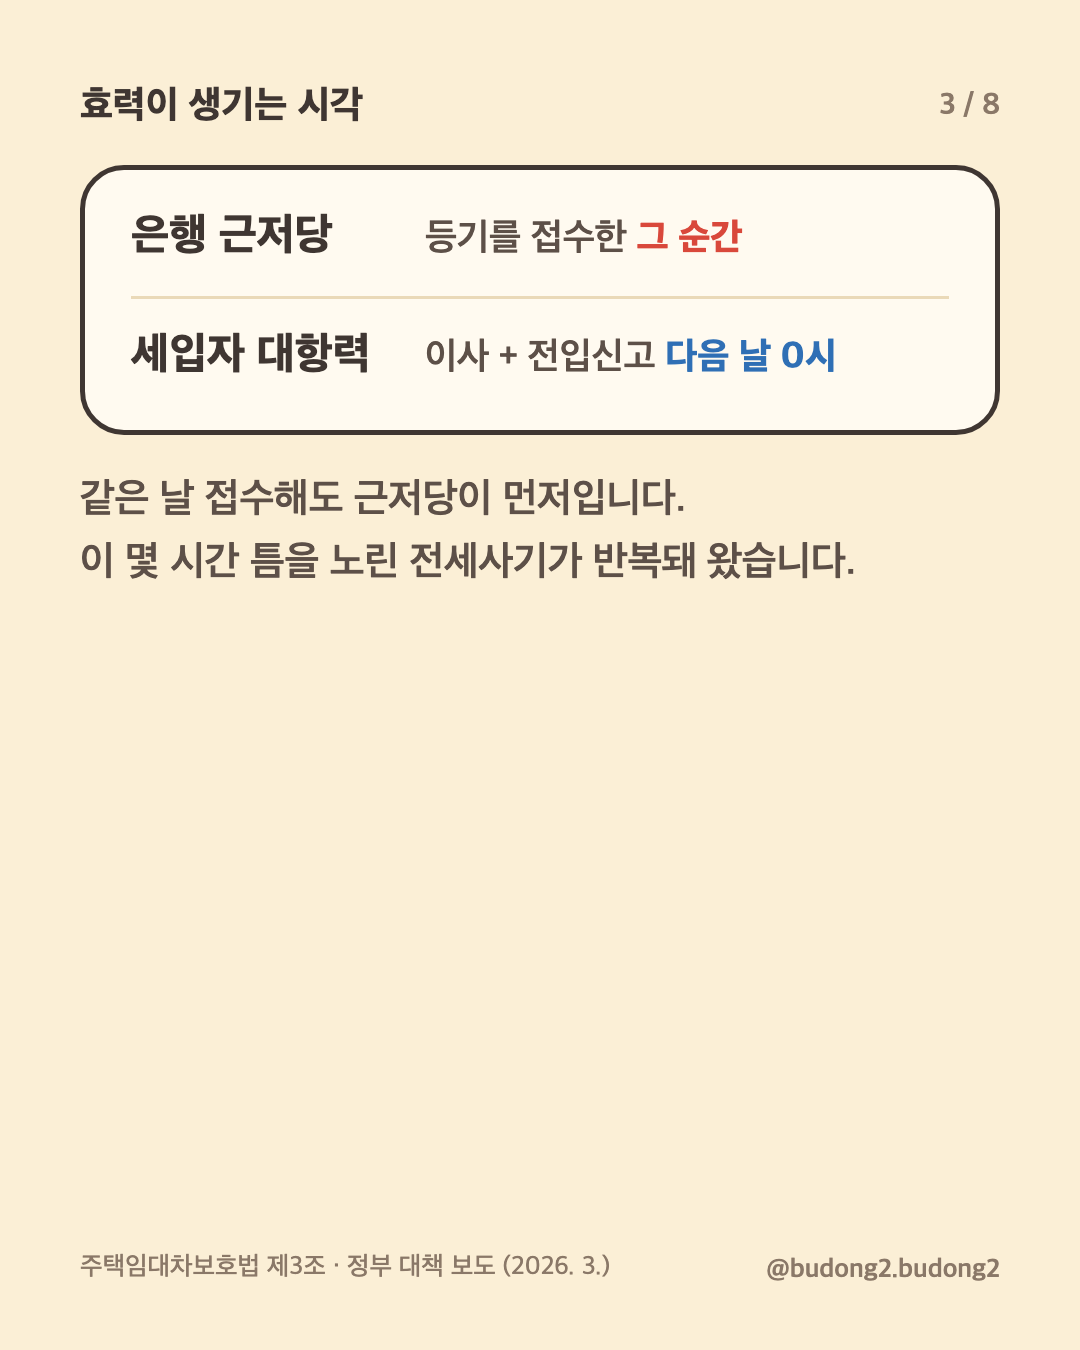 효력이 생기는 시각
3 / 8
은행 근저당 등기를 접수한 그 순간
세입자 대항력 이사 + 전입신고 다음 날 0시
같은 날 접수해도 근저당이 먼저입니다.
이 몇 시간 틈을 노린 전세사기가 반복돼 왔습니다.
주택임대차보호법 제3조 · 정부 대책 보도 (2026. 3.)
@budong2.budong2